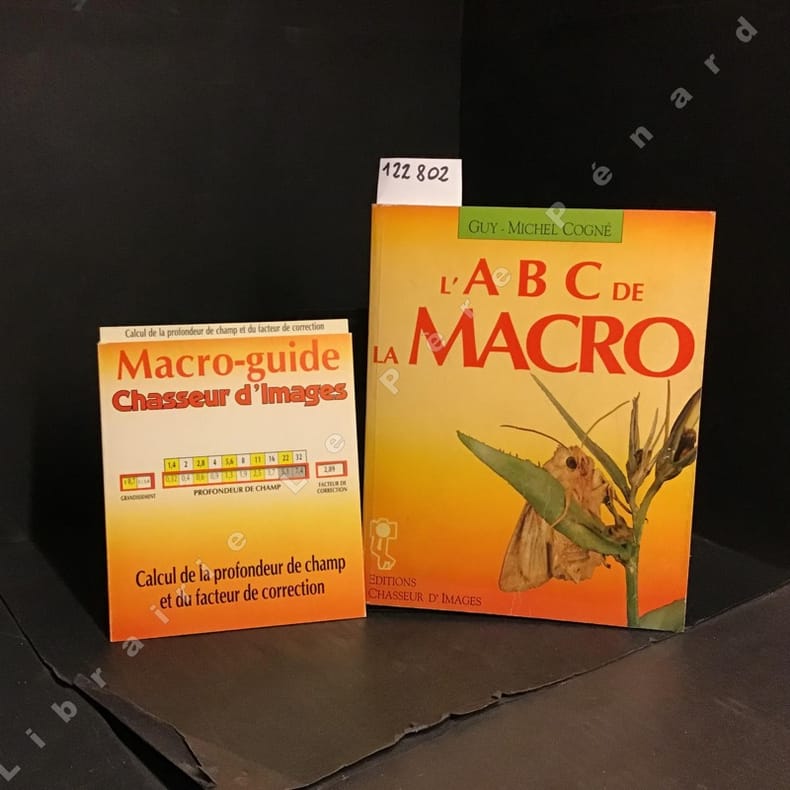 122 802
GUY - MICHEL COGNÉ
L'A B C DE
LA MACRO
EDITIONS
CHASSEUR D'IMAGES
Calcul de la profondeur de champ et du facteur de correction
Macro-guide
Chasseur d'Images
1,4 2 2,8 4 5,6 8 11 16 22 32
2,89
GRANDISSEMENT
PROFONDEUR DE CHAMP
FACTEUR DE
CORRECTION
Calcul de la profondeur de champ
et du facteur de correction
Librairie Le Père Pénard